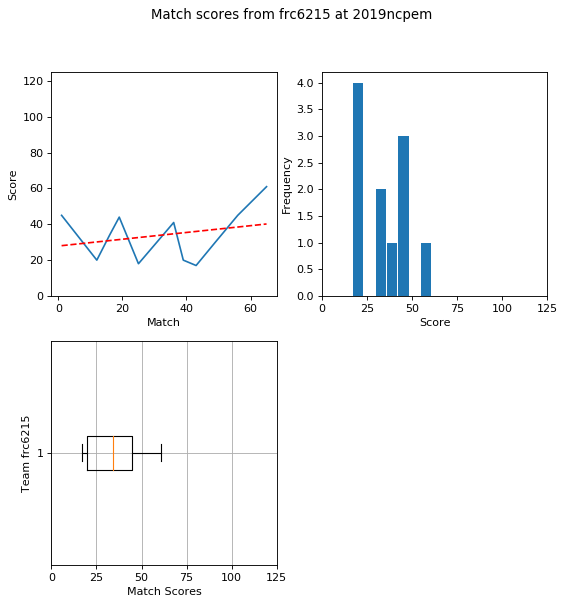 Match scores from frc6215 at 2019ncpem
120
100
80
60
40
20
0
Score
0 20 40 60
Match
4.0
3.5
3.0
2.5
2.0
1.5
1.0
0.5
0.0
Frequency
0 25 50 75 100 125
Score
Team frc6215
1
0 25 50 75 100 125
Match Scores